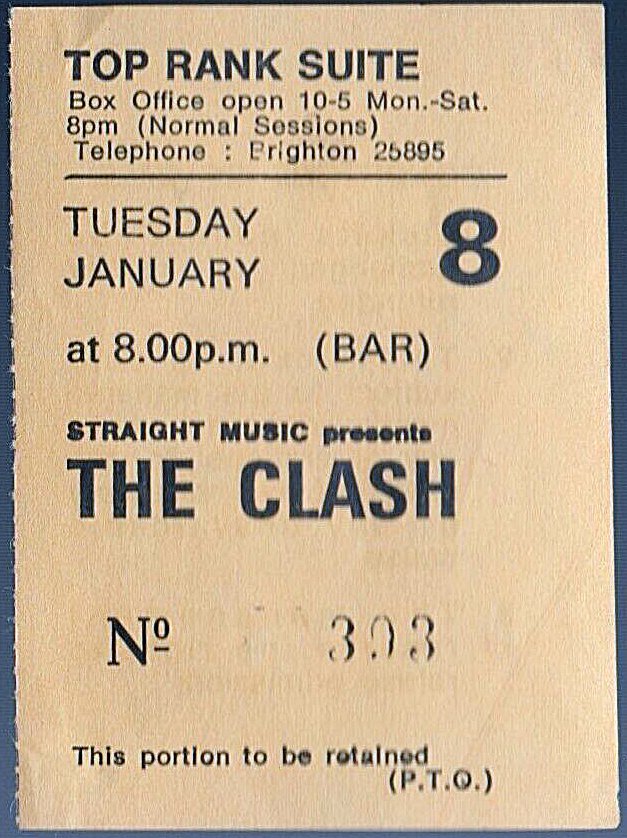 TOP RANK SUITE
Box Office open 10-5 Mon.-Sat.
8pm (Normal Sessions)
Telephone : Brighton 25895
TUESDAY
JANUARY 8
at 8.00p.m. (BAR)
STRAIGHT MUSIC presents
THE CLASH
Nº 393
This portion to be retained
(P.T.O.)